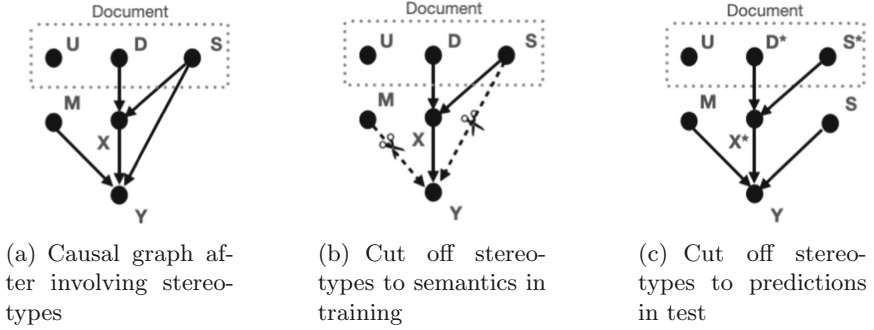 Document
U D S
M
X
Y
(a) Causal graph af-
ter involving stereo-
types
Document
U D S
M
X
Y
(b) Cut off stereo-
types to semantics in
training
Document
U D* S*
M S
X*
Y
(c) Cut off stereo-
types to predictions
in test